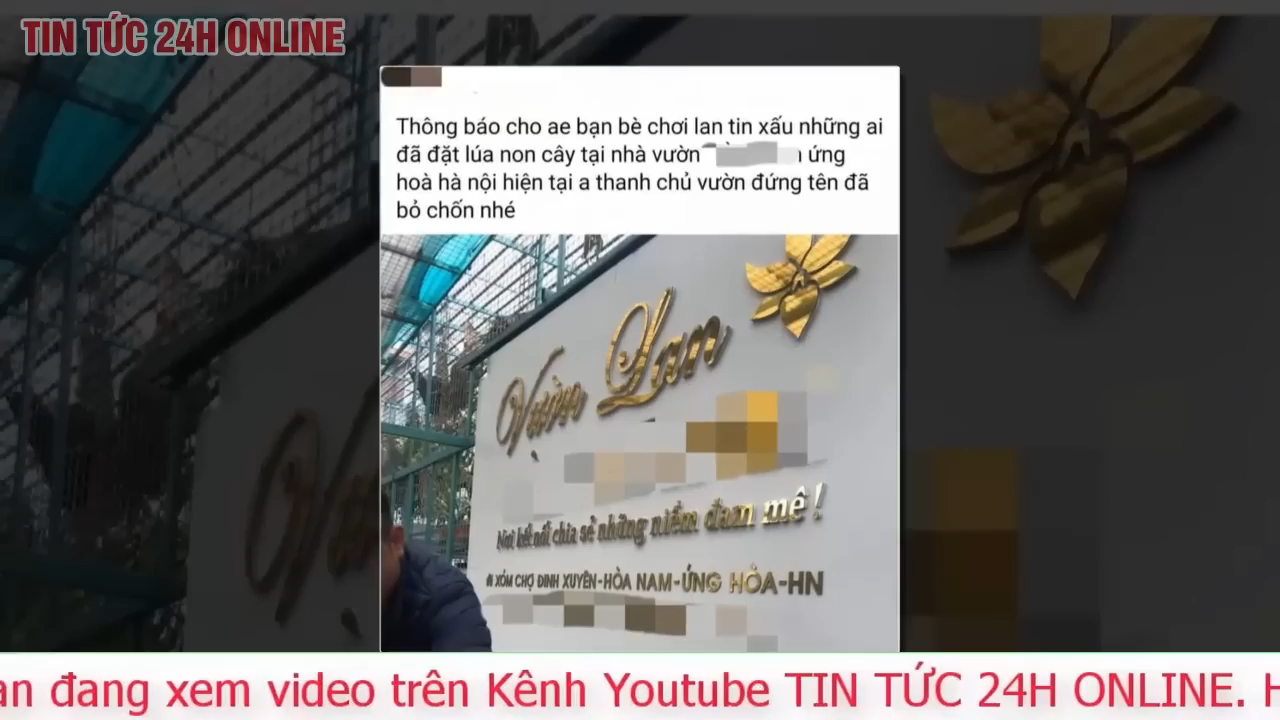 TIN TỨC 24H ONLINE
Thông báo cho ae bạn bè chơi lan tin xấu những ai
đã đặt lúa non cây tại nhà vườn ứng
hoà hà nội hiện tại a thanh chủ vườn đứng tên đã
bỏ chốn nhé
Vườn Lan
Nơi kết nối chia sẻ những niềm đam mê!
XÓM CHỢ ĐINH XUYÊN-HÒA NAM-ỨNG HÒA-HN
đang xem video trên Kênh Youtube TIN TỨC 24H ONLINE.